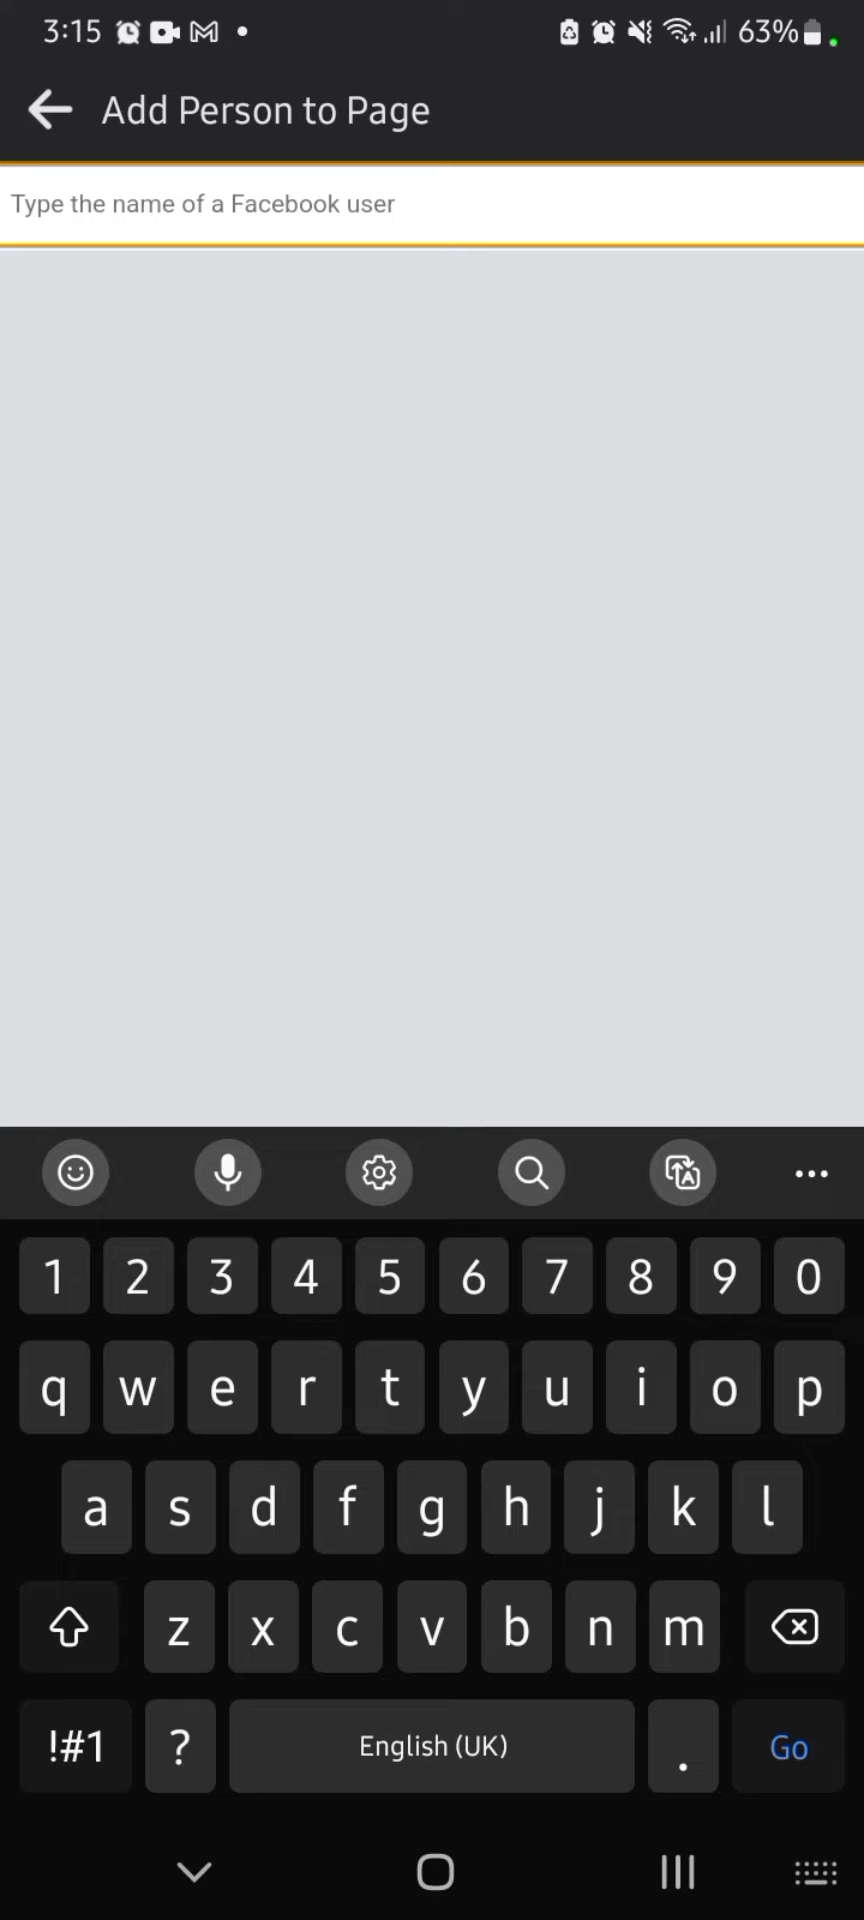 3:15 63%
Add Person to Page
Type the name of a Facebook user
1 2 3 4 5 6 7 8 9 0
q w e r t y u i o p
a s d f g h j k l
z x c v b n m
!#1 ? English (UK) . Go